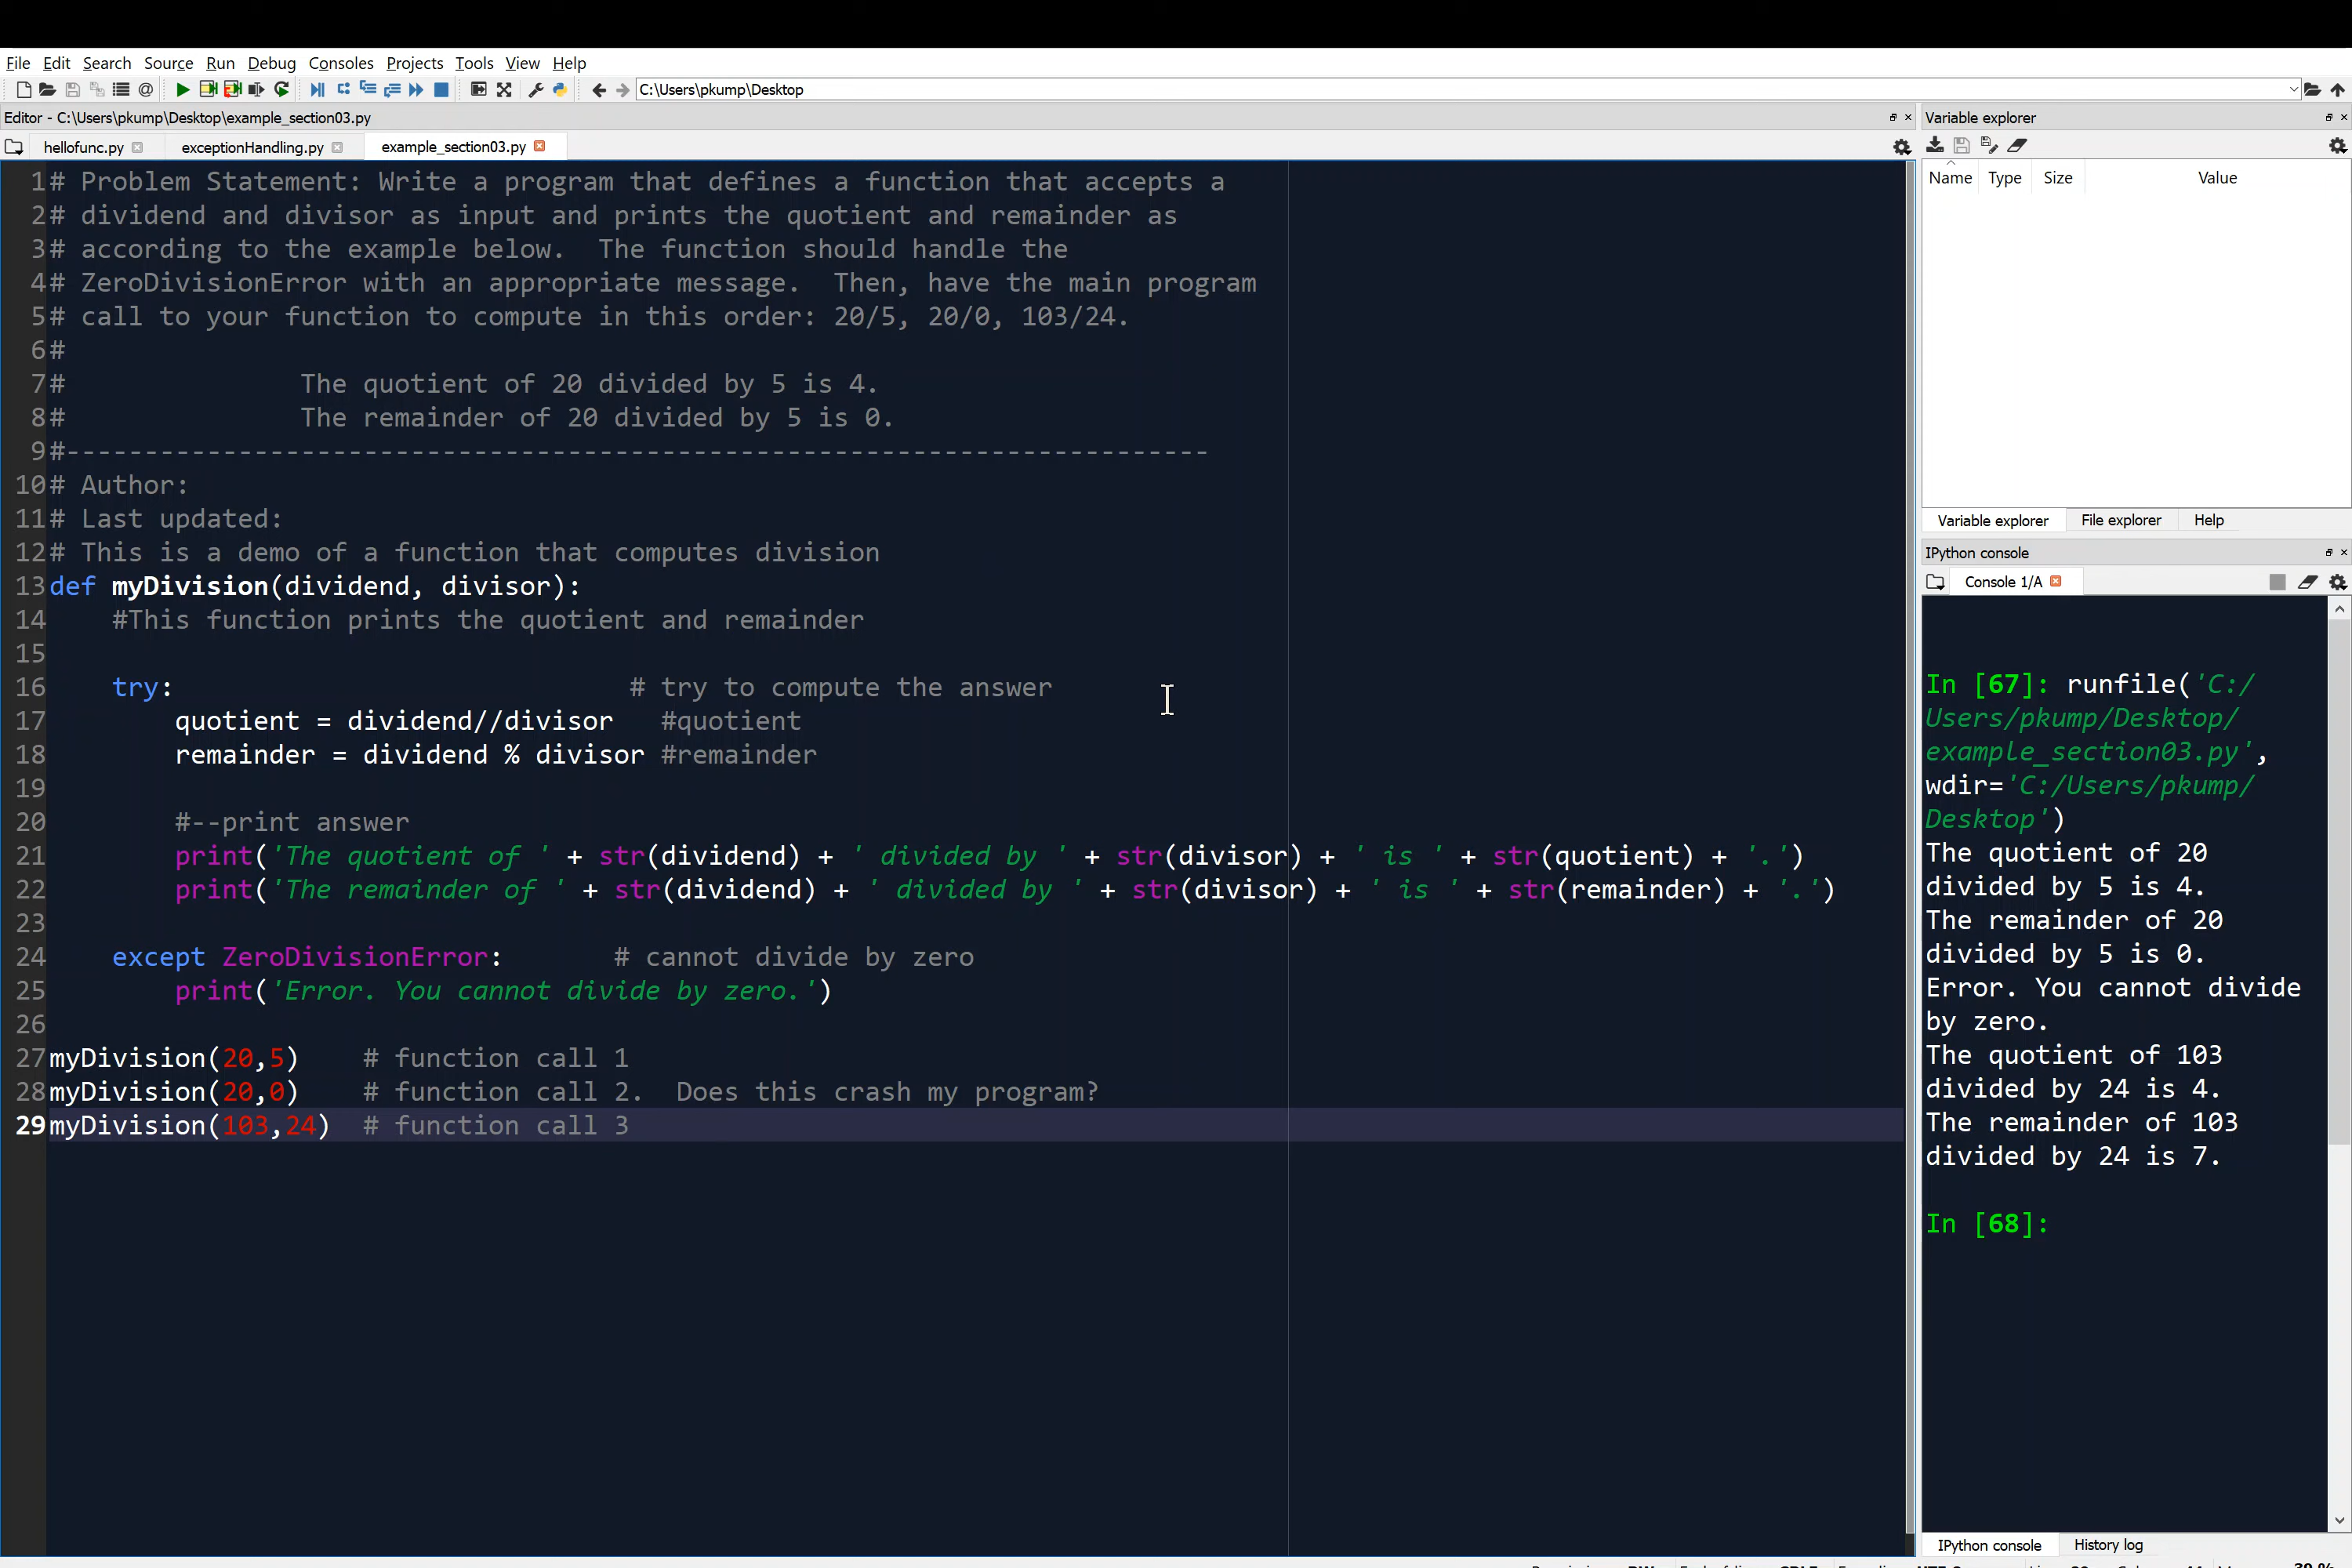 File Edit Search Source Run Debug Consoles Projects Tools View Help
C:\Users\pkump\Desktop
Editor - C:\Users\pkump\Desktop\example_section03.py
hellofunc.py exceptionHandling.py example_section03.py
1# Problem Statement: Write a program that defines a function that accepts a
2# dividend and divisor as input and prints the quotient and remainder as
3# according to the example below.  The function should handle the
4# ZeroDivisionError with an appropriate message.  Then, have the main program
5# call to your function to compute in this order: 20/5, 20/0, 103/24.
6#
7#               The quotient of 20 divided by 5 is 4.
8#               The remainder of 20 divided by 5 is 0.
9#-------------------------------------------------------------------------
10# Author:
11# Last updated:
12# This is a demo of a function that computes division
13def myDivision(dividend, divisor):
14    #This function prints the quotient and remainder
15
16    try:                             # try to compute the answer
17        quotient = dividend//divisor   #quotient
18        remainder = dividend % divisor #remainder
19
20        #--print answer
21        print('The quotient of ' + str(dividend) + ' divided by ' + str(divisor) + ' is ' + str(quotient) + '.')
22        print('The remainder of ' + str(dividend) + ' divided by ' + str(divisor) + ' is ' + str(remainder) + '.')
23
24    except ZeroDivisionError:       # cannot divide by zero
25        print('Error. You cannot divide by zero.')
26
27myDivision(20,5)    # function call 1
28myDivision(20,0)    # function call 2.  Does this crash my program?
29myDivision(103,24)  # function call 3
Variable explorer
Name Type Size Value
Variable explorer File explorer Help
IPython console
Console 1/A
In [67]: runfile('C:/
Users/pkump/Desktop/
example_section03.py',
wdir='C:/Users/pkump/
Desktop')
The quotient of 20
divided by 5 is 4.
The remainder of 20
divided by 5 is 0.
Error. You cannot divide
by zero.
The quotient of 103
divided by 24 is 4.
The remainder of 103
divided by 24 is 7.
In [68]:
IPython console History log